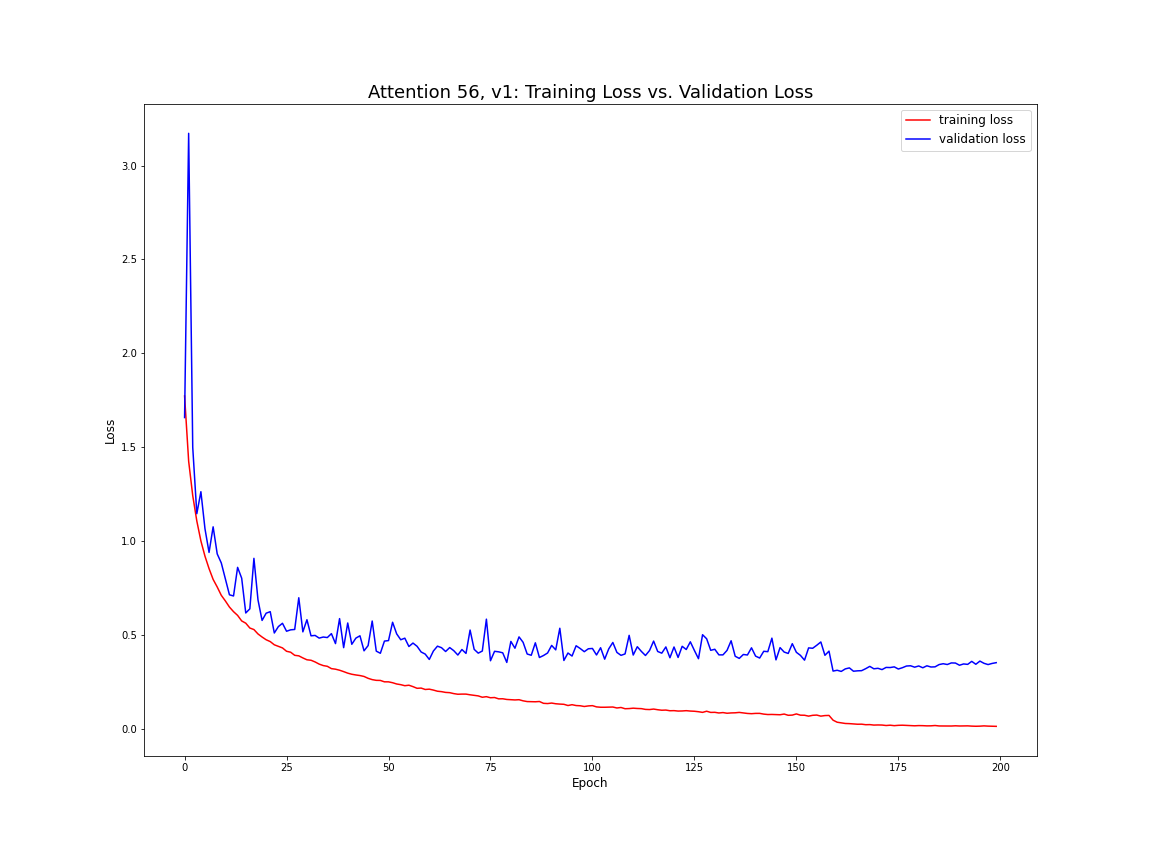 Attention 56, v1: Training Loss vs. Validation Loss
training loss
validation loss
3.0
2.5
2.0
1.5
1.0
0.5
0.0
Loss
0 25 50 75 100 125 150 175 200
Epoch